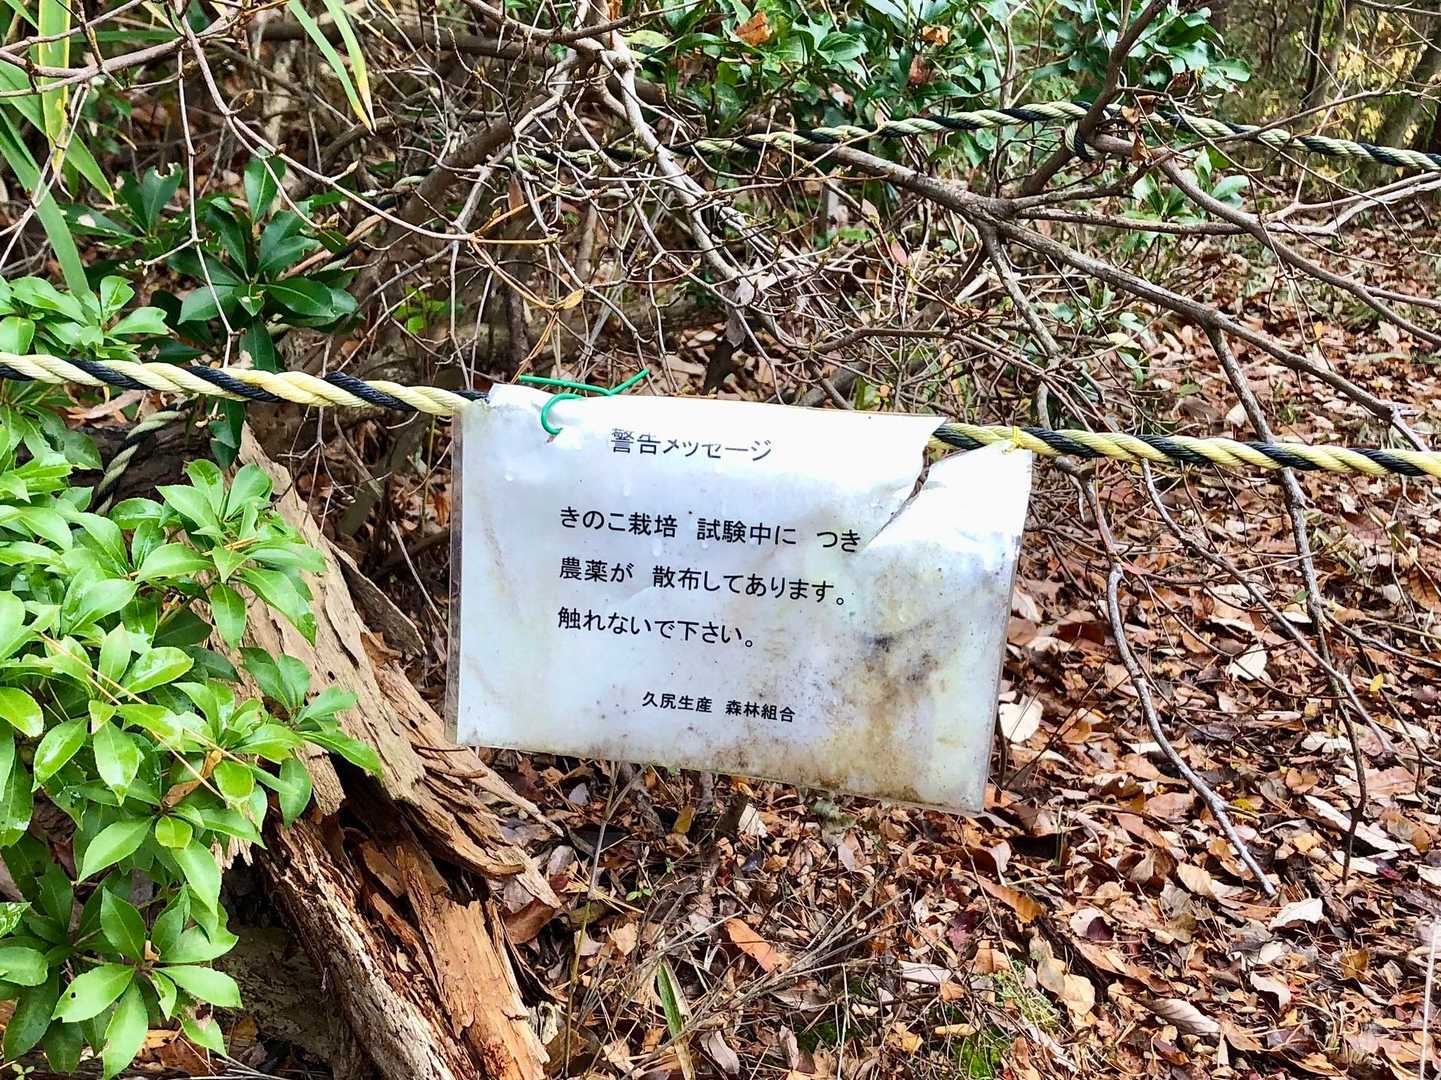 警告メッセージ
きのこ栽培 試験中に つき
農薬が 散布してあります。
触れないで下さい。
久尻生産 森林組合